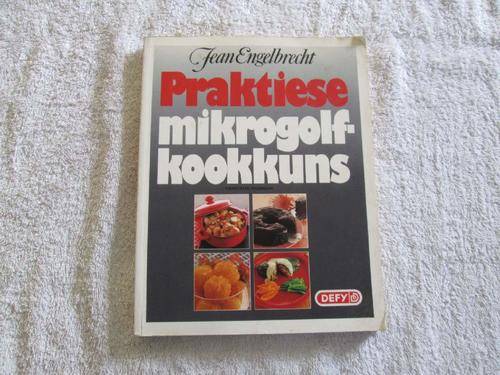 Jean Engelbrecht
Praktiese
mikrogolf-
kookkuns
DEFY